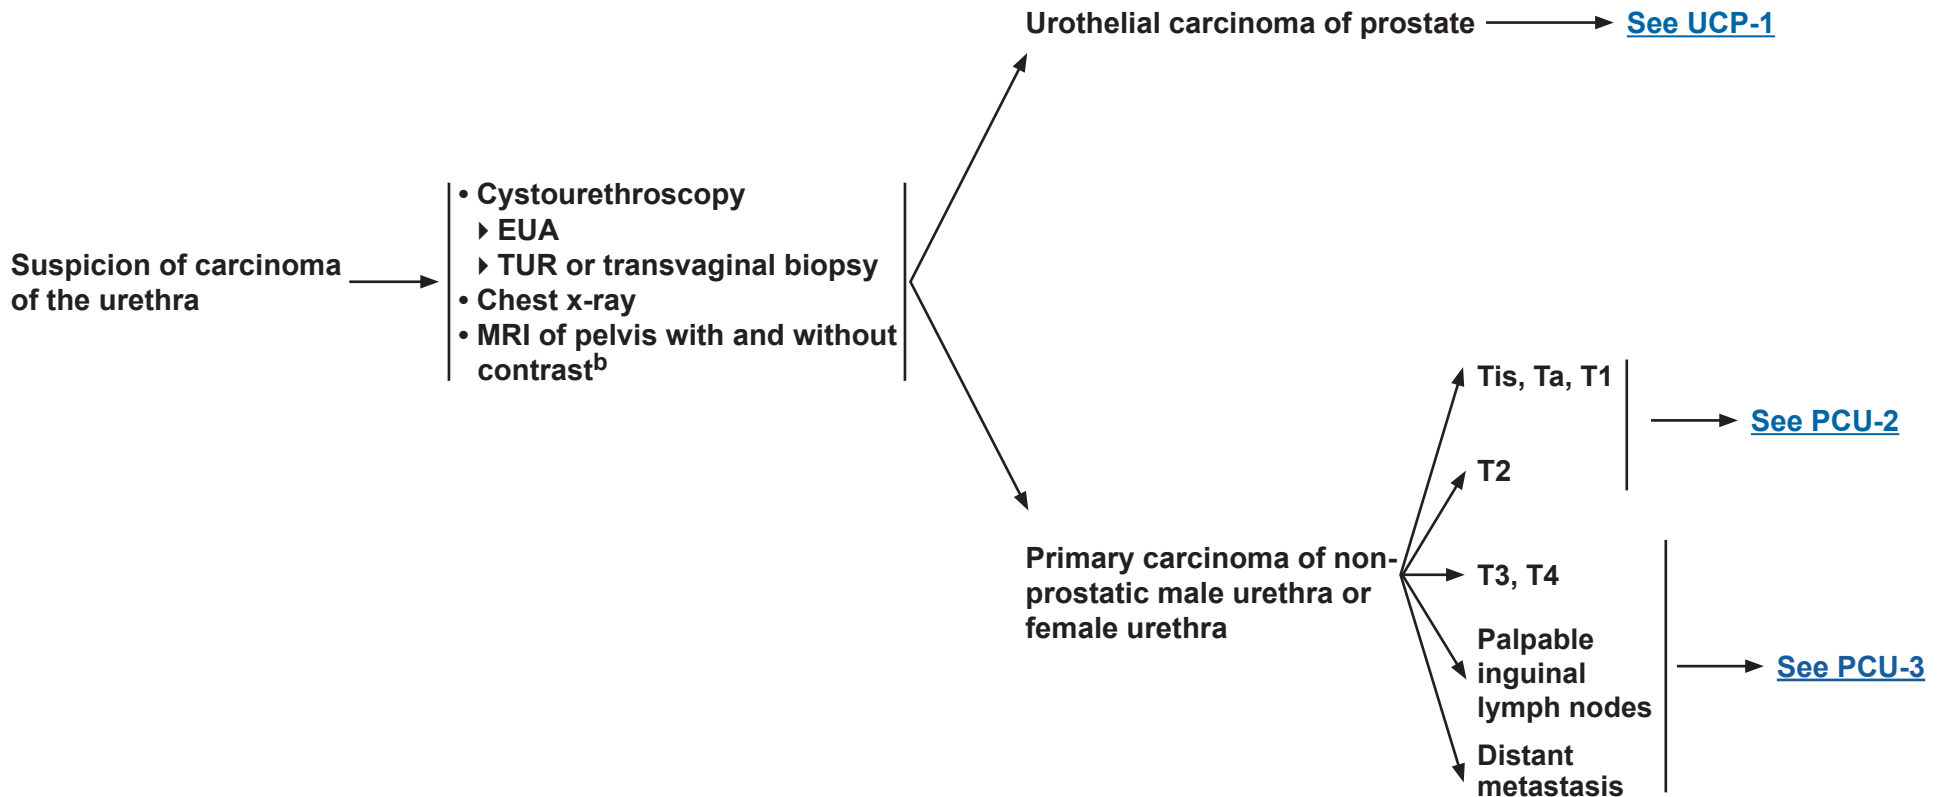 Urothelial carcinoma of prostate
See UCP-1
Suspicion of carcinoma
of the urethra
• Cystourethroscopy
▸ EUA
▸ TUR or transvaginal biopsy
• Chest x-ray
• MRI of pelvis with and without
contrastᵇ
Primary carcinoma of non-
prostatic male urethra or
female urethra
Tis, Ta, T1
T2
See PCU-2
T3, T4
Palpable
inguinal
lymph nodes
Distant
metastasis
See PCU-3